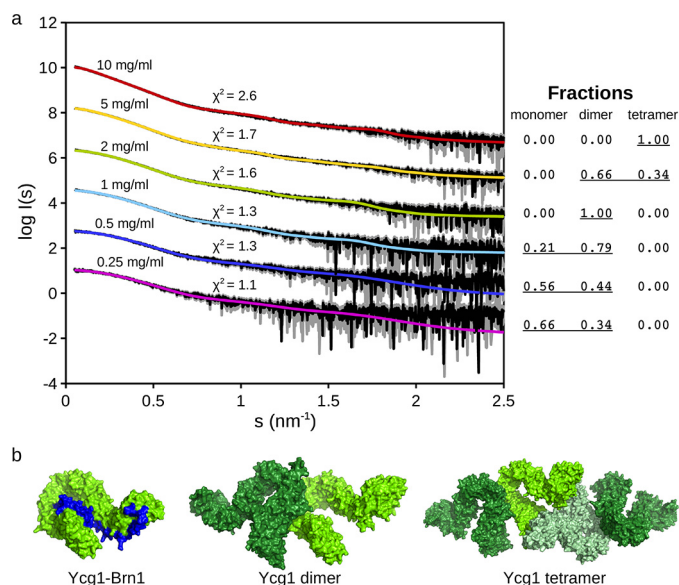 a
12
10
8
6
4
2
0
-2
-4
log I(s)
10 mg/ml
χ² = 2.6
5 mg/ml
χ² = 1.7
2 mg/ml
χ² = 1.6
1 mg/ml
χ² = 1.3
0.5 mg/ml
χ² = 1.3
0.25 mg/ml
χ² = 1.1
0 0.5 1 1.5 2 2.5
s (nm⁻¹)
Fractions
monomer dimer tetramer
0.00 0.00 1.00
0.00 0.66 0.34
0.00 1.00 0.00
0.21 0.79 0.00
0.56 0.44 0.00
0.66 0.34 0.00
b
Ycg1-Brn1 Ycg1 dimer Ycg1 tetramer